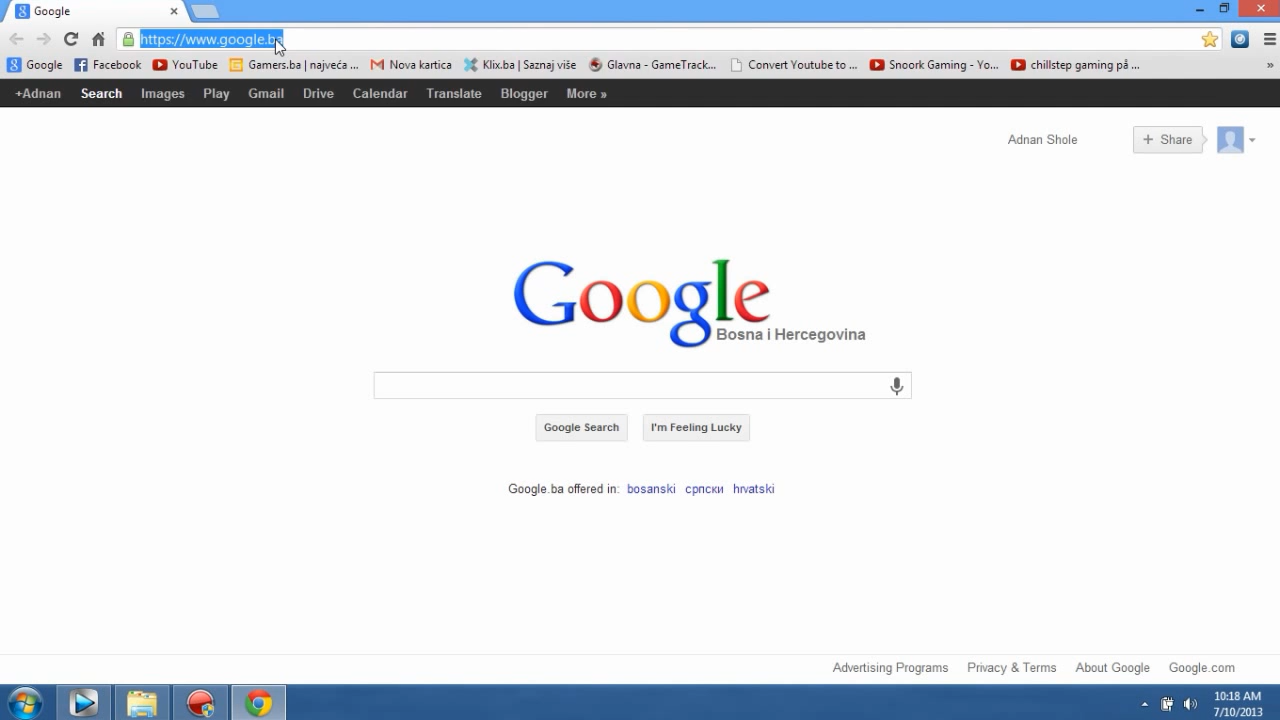 Google
https://www.google.ba
Google Facebook YouTube Gamers.ba | najveća ... Nova kartica Klix.ba | Saznaj više Glavna - GameTrack... Convert Youtube to ... Snoork Gaming - Yo... chillstep gaming på ... »
+Adnan Search Images Play Gmail Drive Calendar Translate Blogger More »
Adnan Shole + Share
Google
Bosna i Hercegovina
Google Search I'm Feeling Lucky
Google.ba offered in: bosanski српски hrvatski
Advertising Programs Privacy & Terms About Google Google.com
10:18 AM
7/10/2013